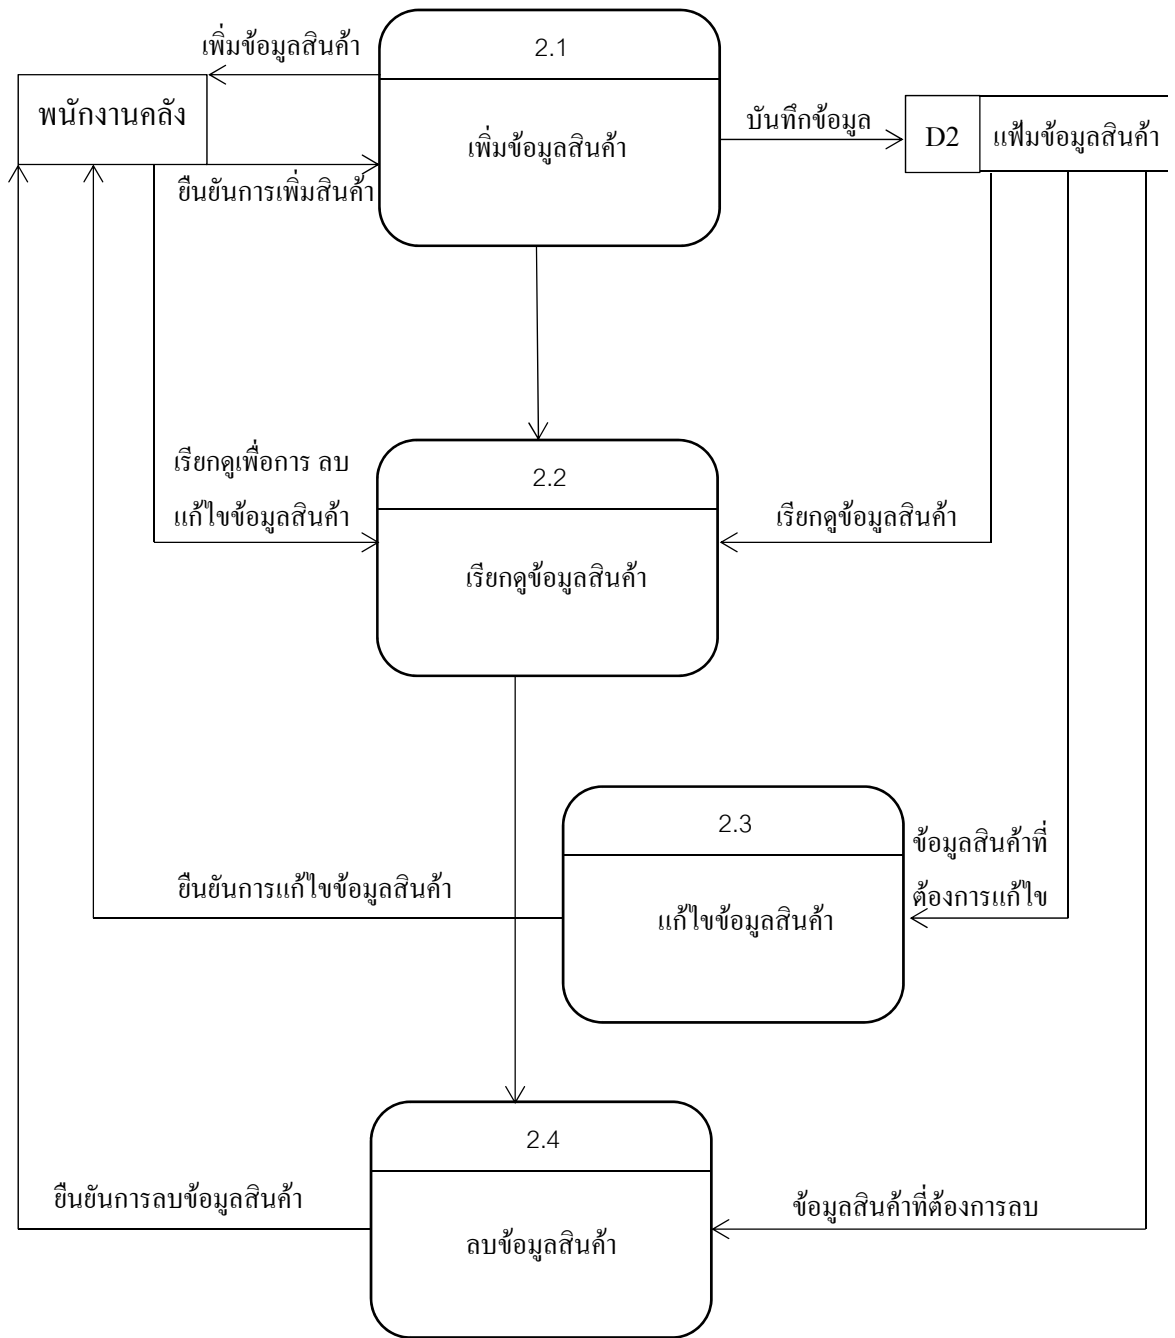 2.1
เพิ่มข้อมูลสินค้า
พนักงานคลัง
บันทึกข้อมูล
D2
แฟ้มข้อมูลสินค้า
เพิ่มข้อมูลสินค้า
ยืนยันการเพิ่มสินค้า
เรียกดูเพื่อการ ลบ
แก้ไขข้อมูลสินค้า
2.2
เรียกดูข้อมูลสินค้า
เรียกดูข้อมูลสินค้า
2.3
ข้อมูลสินค้าที่
ต้องการแก้ไข
ยืนยันการแก้ไขข้อมูลสินค้า
แก้ไขข้อมูลสินค้า
2.4
ยืนยันการลบข้อมูลสินค้า
ข้อมูลสินค้าที่ต้องการลบ
ลบข้อมูลสินค้า